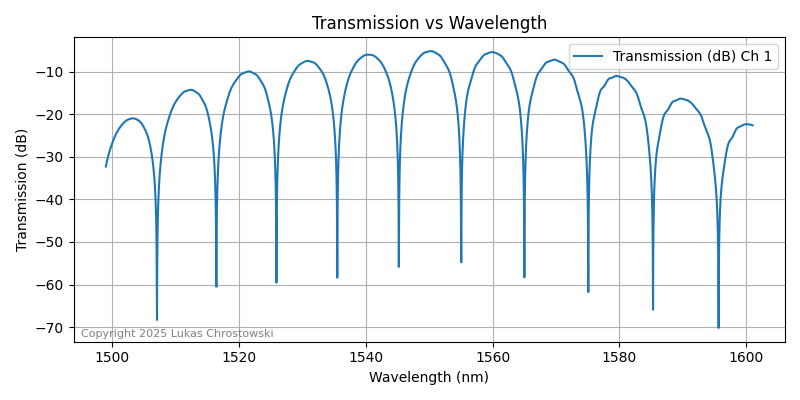 Transmission vs Wavelength
Transmission (dB) Ch 1
Transmission (dB)
−10
−20
−30
−40
−50
−60
−70
Copyright 2025 Lukas Chrostowski
1500 1520 1540 1560 1580 1600
Wavelength (nm)